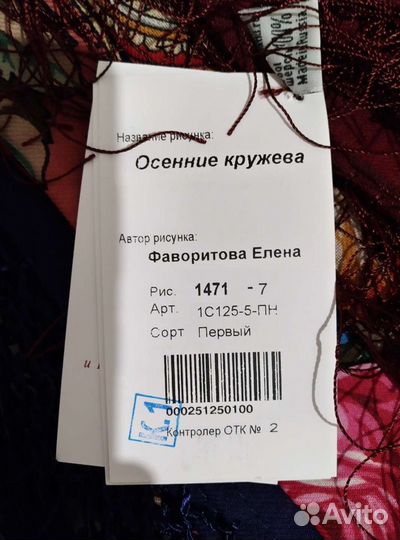 Название рисунка:
Осенние кружева
Автор рисунка:
Фаворитова Елена
Рис. 1471 - 7
Арт. 1С125-5-ПН
Сорт Первый
000251250100
Контролер ОТК № 2
Avito